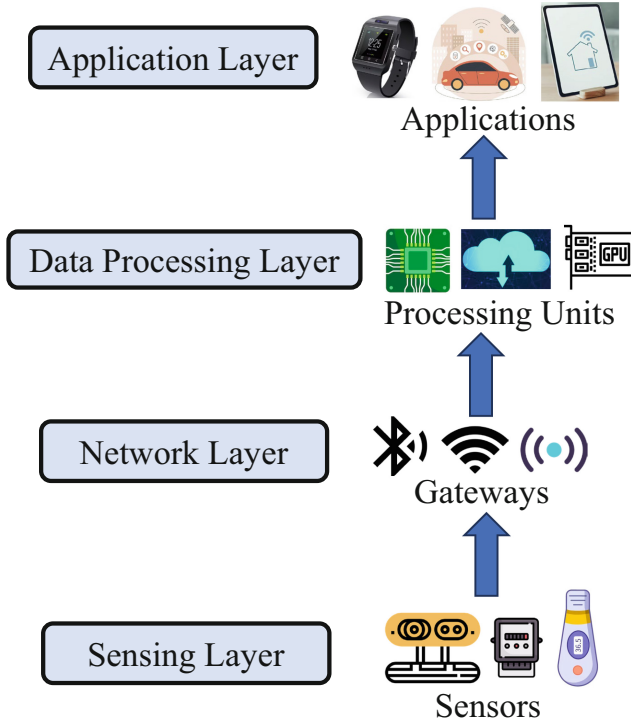 Application Layer
Applications
Data Processing Layer
GPU
Processing Units
Network Layer
Gateways
36.5
Sensing Layer
Sensors